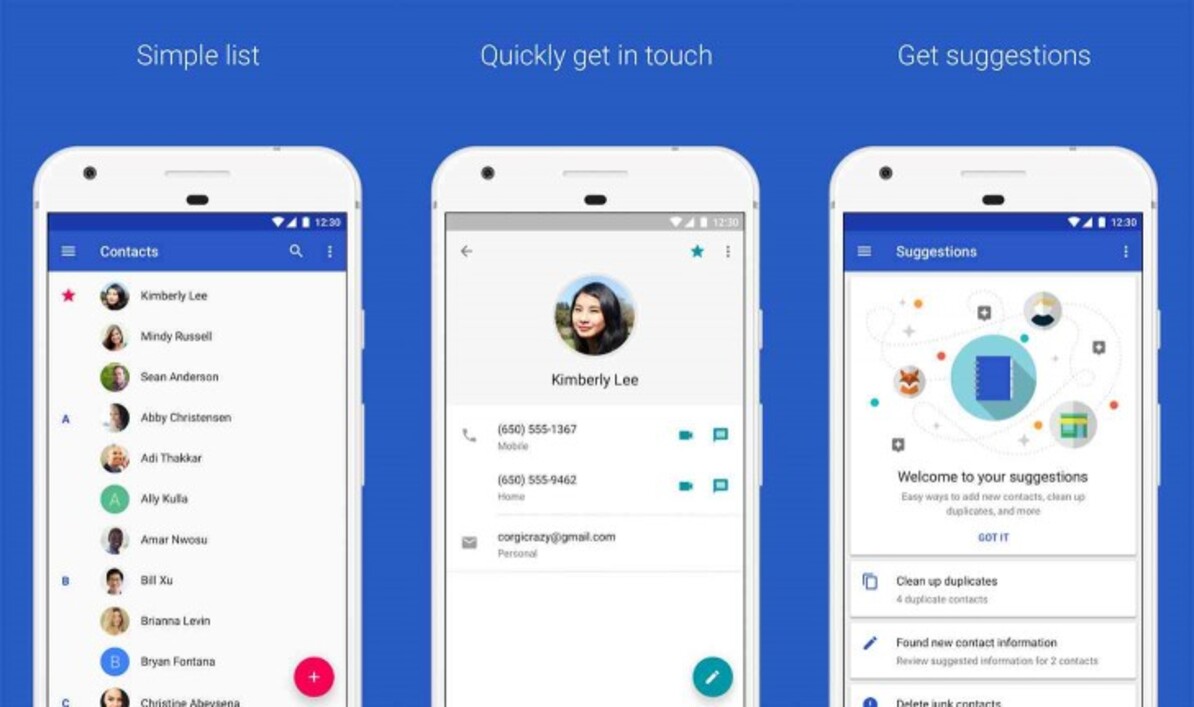 Simple list
Quickly get in touch
Get suggestions
12:30
Contacts
Kimberly Lee
Mindy Russell
Sean Anderson
A
Abby Christensen
Adi Thakkar
A
Ally Kulla
Amar Nwosu
B
Bill Xu
Brianna Levin
B
Bryan Fontana
C
Christine Abeysena
12:30
Kimberly Lee
(650) 555-1367
Mobile
(650) 555-9462
Home
corgicrazy@gmail.com
Personal
12:30
Suggestions
Welcome to your suggestions
Easy ways to add new contacts, clean up
duplicates, and more
GOT IT
Clean up duplicates
4 duplicate contacts
Found new contact information
Review suggested information for 2 contacts
Delete junk contacts